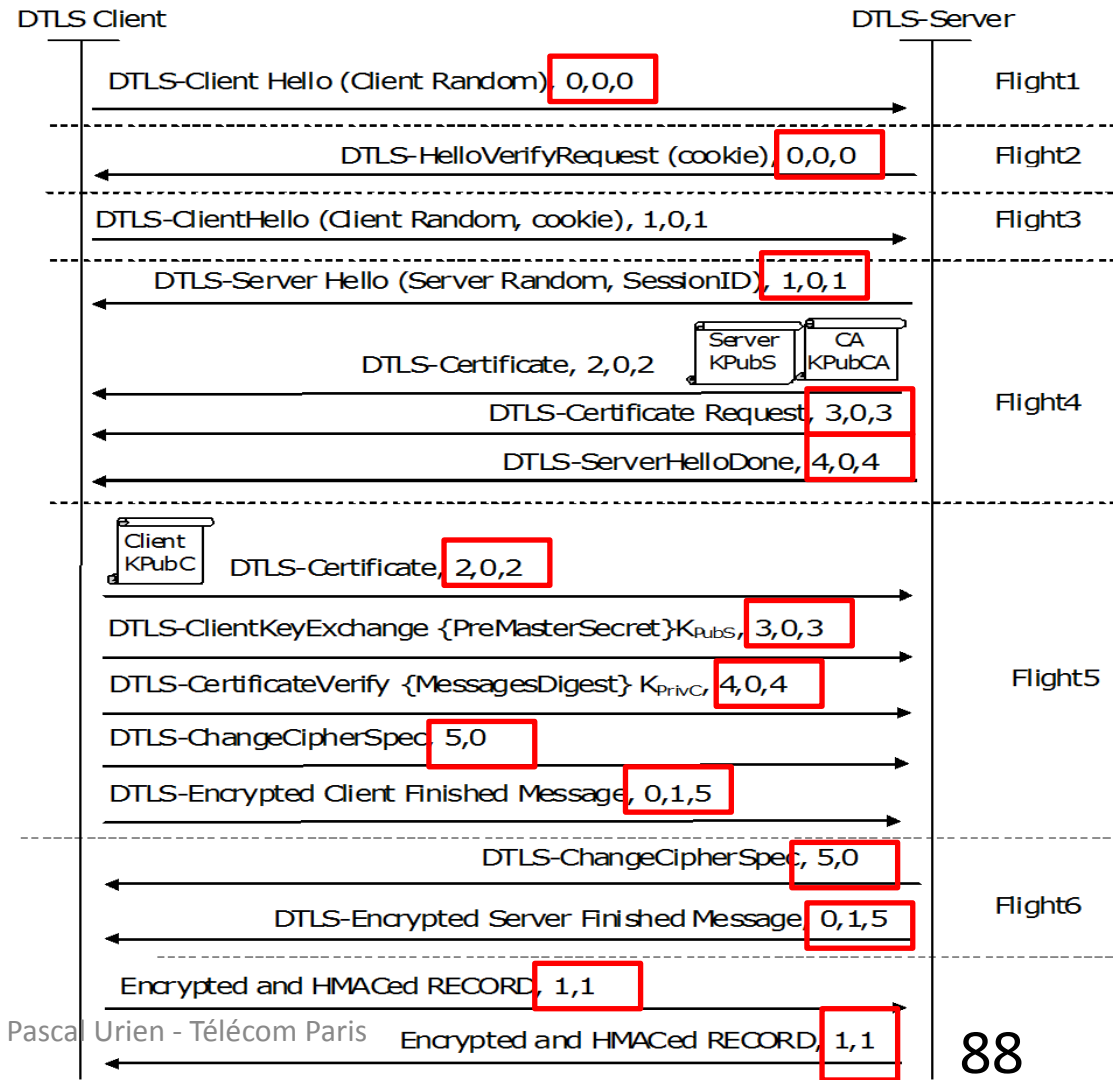 DTLS Client DTLS-Server
DTLS-Client Hello (Client Random), 0,0,0 Flight1
DTLS-HelloVerifyRequest (cookie), 0,0,0 Flight2
DTLS-ClientHello (Client Random, cookie), 1,0,1 Flight3
DTLS-Server Hello (Server Random, SessionID), 1,0,1
Server CA
KPubS KPubCA
DTLS-Certificate, 2,0,2
DTLS-Certificate Request, 3,0,3 Flight4
DTLS-ServerHelloDone, 4,0,4
Client
KPubC
DTLS-Certificate, 2,0,2
DTLS-ClientKeyExchange {PreMasterSecret}KPubS, 3,0,3
DTLS-CertificateVerify {MessagesDigest} KPrivC, 4,0,4 Flight5
DTLS-ChangeCipherSpec, 5,0
DTLS-Encrypted Client Finished Message, 0,1,5
DTLS-ChangeCipherSpec, 5,0
DTLS-Encrypted Server Finished Message, 0,1,5 Flight6
Encrypted and HMACed RECORD, 1,1
Pascal Urien - Télécom Paris Encrypted and HMACed RECORD, 1,1 88